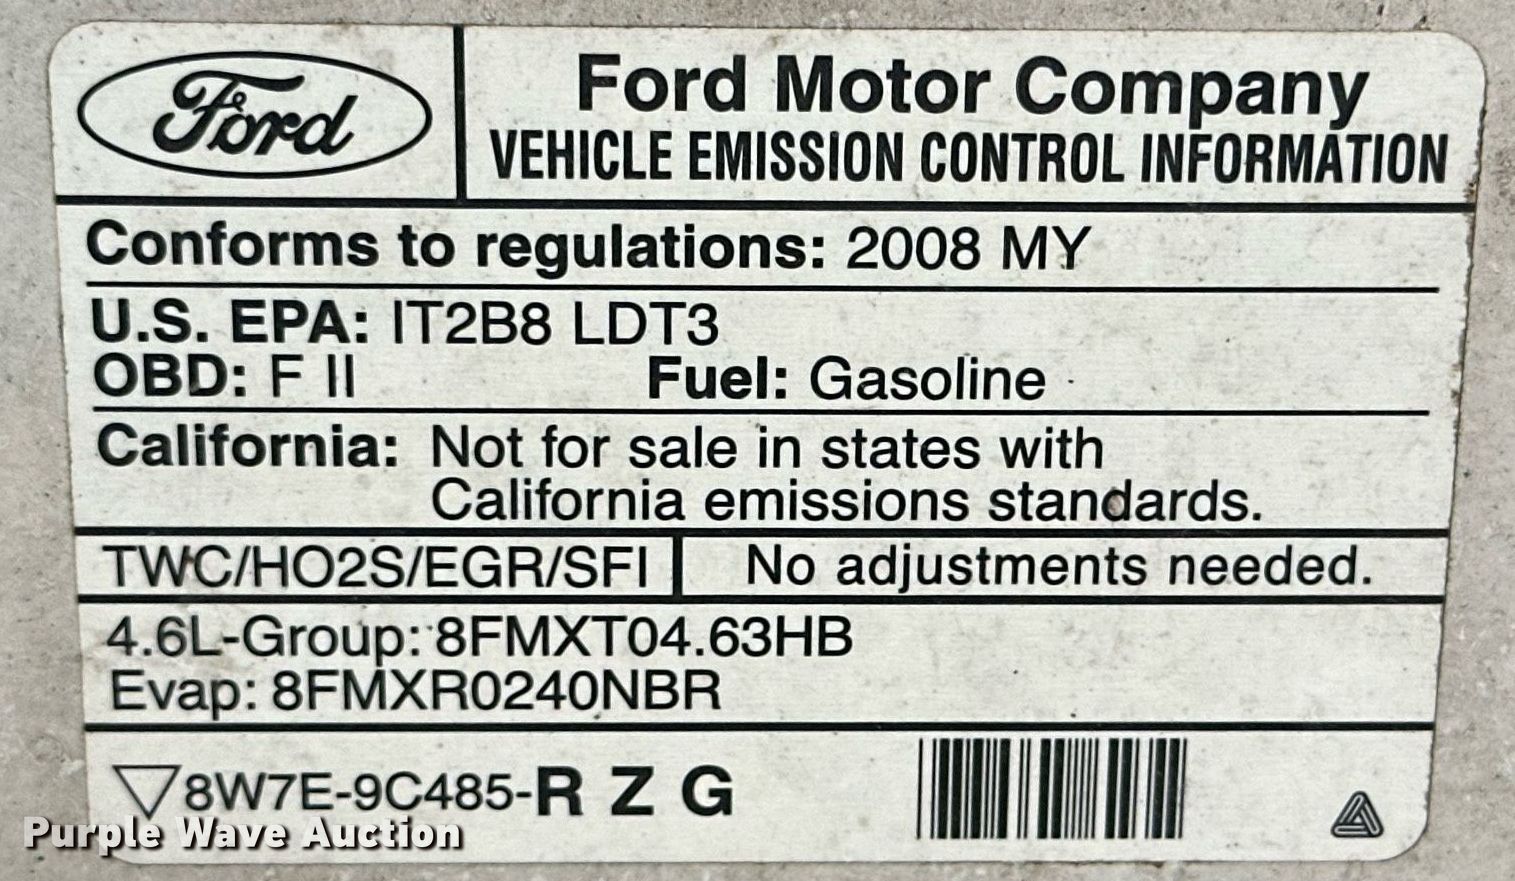 Ford
Ford Motor Company
VEHICLE EMISSION CONTROL INFORMATION
Conforms to regulations: 2008 MY
U.S. EPA: IT2B8 LDT3
OBD: F II Fuel: Gasoline
California: Not for sale in states with
California emissions standards.
TWC/HO2S/EGR/SFI No adjustments needed.
4.6L-Group: 8FMXT04.63HB
Evap: 8FMXR0240NBR
8W7E-9C485-R Z G
Purple Wave Auction